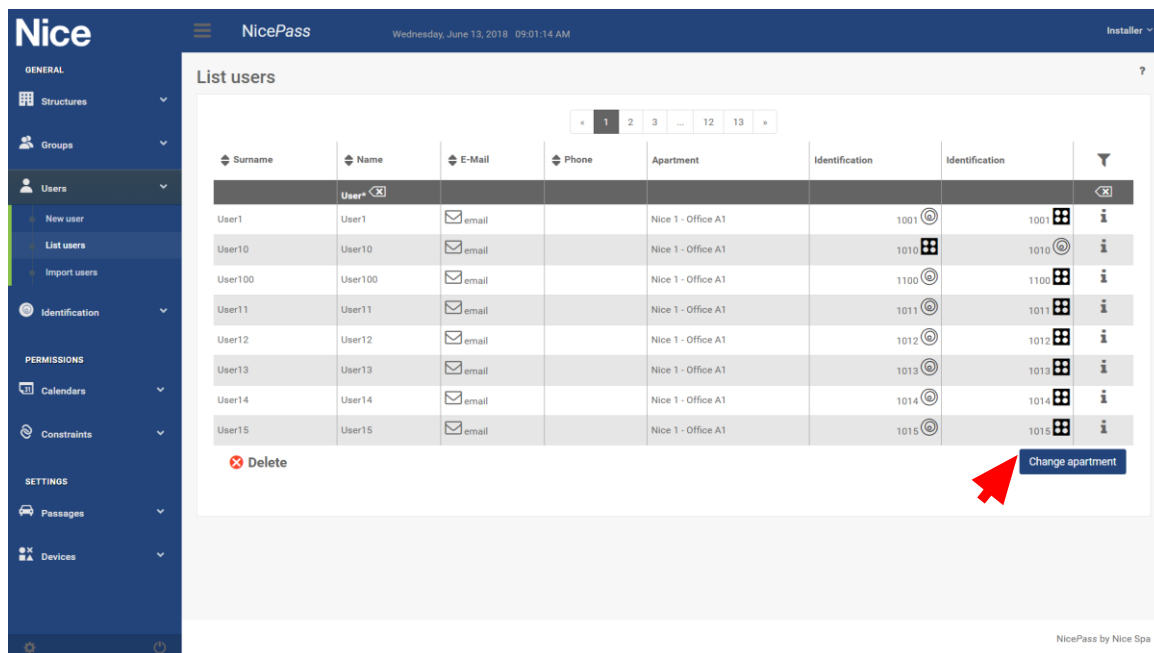 Nice
NicePass
Wednesday, June 13, 2018 09:01:14 AM
Installer
GENERAL
Structures
Groups
Users
New user
List users
Import users
Identification
PERMISSIONS
31 Calendars
Constraints
SETTINGS
Passages
Devices
List users
?
« 1 2 3 ... 12 13 »
Surname Name E-Mail Phone Apartment Identification Identification
User*
User1 User1 email Nice 1 - Office A1 1001 1001 i
User10 User10 email Nice 1 - Office A1 1010 1010 i
User100 User100 email Nice 1 - Office A1 1100 1100 i
User11 User11 email Nice 1 - Office A1 1011 1011 i
User12 User12 email Nice 1 - Office A1 1012 1012 i
User13 User13 email Nice 1 - Office A1 1013 1013 i
User14 User14 email Nice 1 - Office A1 1014 1014 i
User15 User15 email Nice 1 - Office A1 1015 1015 i
Delete
Change apartment
NicePass by Nice Spa